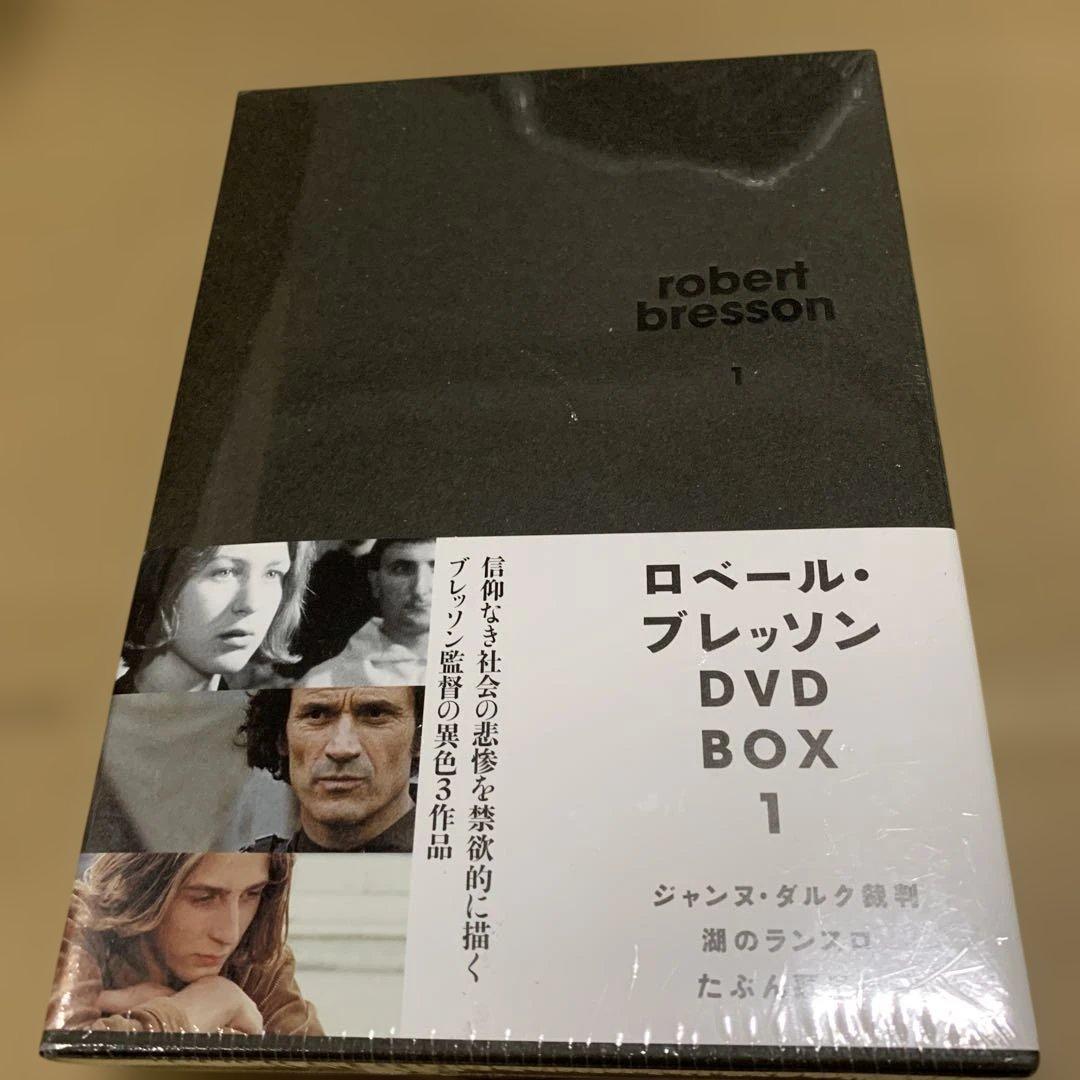 robert
bresson
1
信仰なき社会の悲惨を禁欲的に描く
ブレッソン監督の異色3作品
ロベール・
ブレッソン
DVD
BOX
1
ジャンヌ・ダルク裁判
湖のランスロ
たぶん